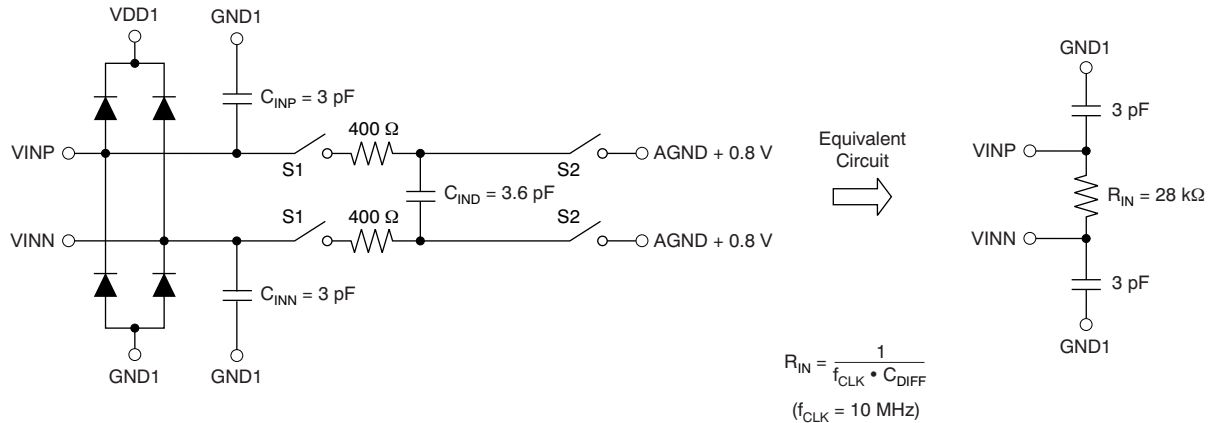 VDD1
GND1
C_INP = 3 pF
VINP
S1
400 Ω
S2
AGND + 0.8 V
C_IND = 3.6 pF
VINN
S1
400 Ω
S2
AGND + 0.8 V
C_INN = 3 pF
GND1
GND1
Equivalent
Circuit
GND1
3 pF
VINP
R_IN = 28 kΩ
VINN
3 pF
GND1
R_IN = 1 / f_CLK • C_DIFF
(f_CLK = 10 MHz)